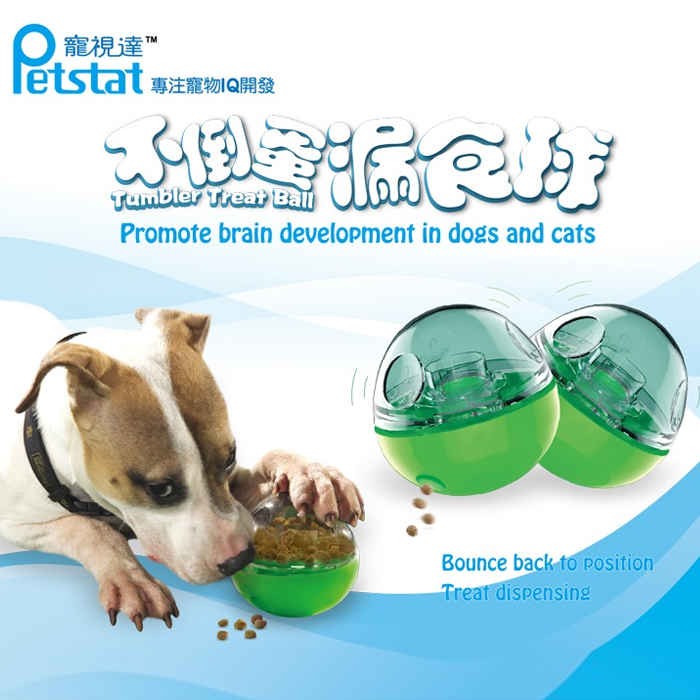 寵視達™
Petstat 專注寵物IQ開發
不倒蛋漏食球
Tumbler Treat Ball
Promote brain development in dogs and cats
Bounce back to position
Treat dispensing